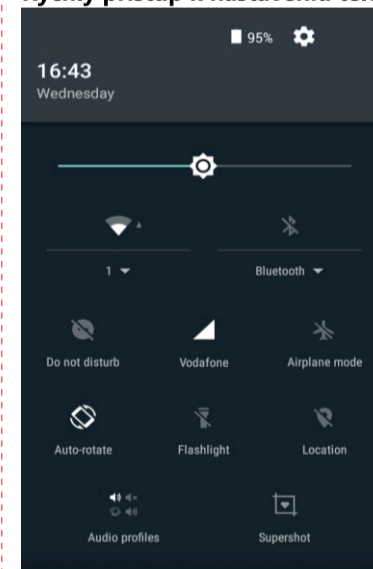 95%
16:43
Wednesday
1
Bluetooth
Do not disturb
Vodafone
Airplane mode
Auto-rotate
Flashlight
Location
Audio profiles
Supershot